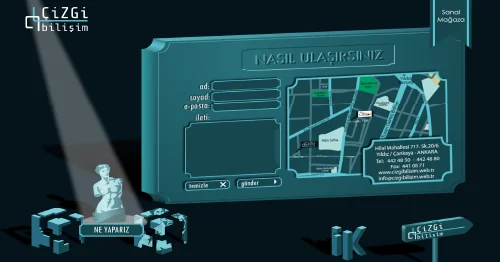 ÇiZGi
bilişim
Sanal
Mağaza
NASIL ULAŞIRSINIZ
ad:
soyad:
e-posta:
ileti:
temizle
gönder
Hilal Mahallesi 717. Sk.20/6
Yıldız / Çankaya - ANKARA
Tel: 442 48 50 - 442 48 80
Fax: 441 08 71
www.cizgibilisim.web.tr
info@cizgibilisim.web.tr
NE YAPARIZ
iK
ÇiZGi
bilişim